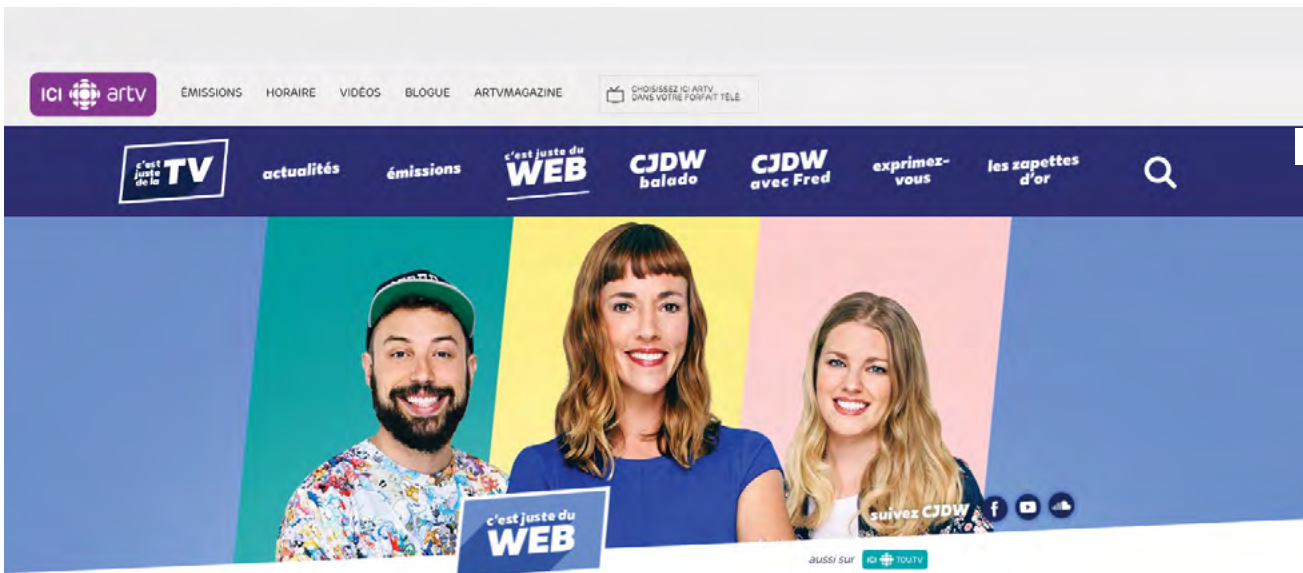 ICI artv
ÉMISSIONS HORAIRE VIDÉOS BLOGUE ARTVMAGAZINE
CHOISISSEZ ICI ARTV
DANS VOTRE FORFAIT TÉLÉ
c'est
juste
de la
TV
actualités
émissions
c'est juste du
WEB
CJDW
balado
CJDW
avec Fred
exprimez-
vous
les zapettes
d'or
suivez CJDW
c'est juste du
WEB
aussi sur ICI TOU.TV